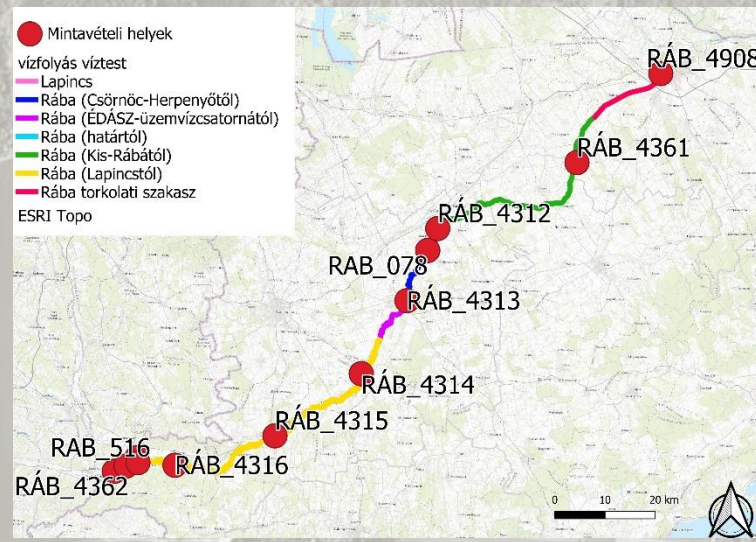 Mintavételi helyek
vízfolyás víztest
Lapincs
Rába (Csörnöc-Herpenyőtől)
Rába (ÉDÁSZ-üzemvízcsatornától)
Rába (határtól)
Rába (Kis-Rábától)
Rába (Lapincstól)
Rába torkolati szakasz
ESRI Topo
RÁB_4908
RÁB_4361
RÁB_4312
RAB_078
RÁB_4313
RÁB_4314
RÁB_4315
RAB_516
RÁB_4316
RÁB_4362
0 10 20 km